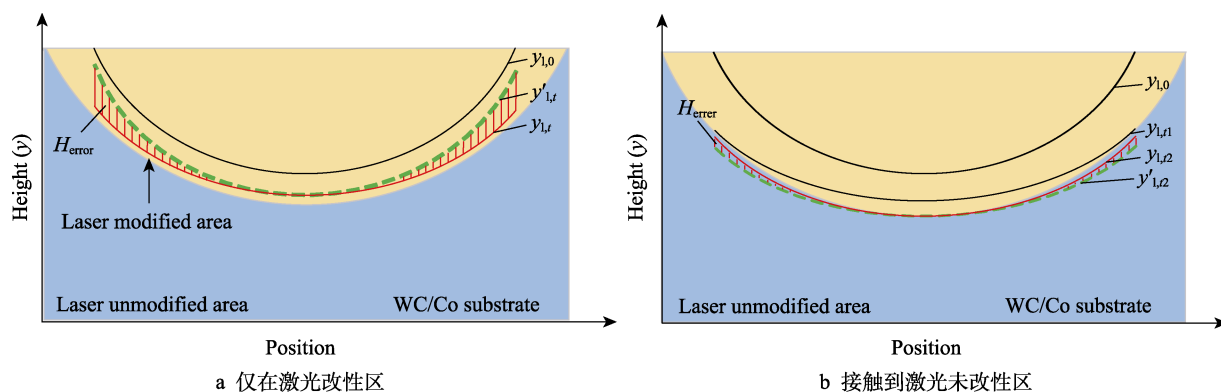 Height (y)
y1,0
y′1,t
y1,t
Herror
Laser modified area
Laser unmodified area
WC/Co substrate
Position
a 仅在激光改性区
Height (y)
y1,0
Herrer
y1,t1
y1,t2
y′1,t2
Laser unmodified area
WC/Co substrate
Position
b 接触到激光未改性区